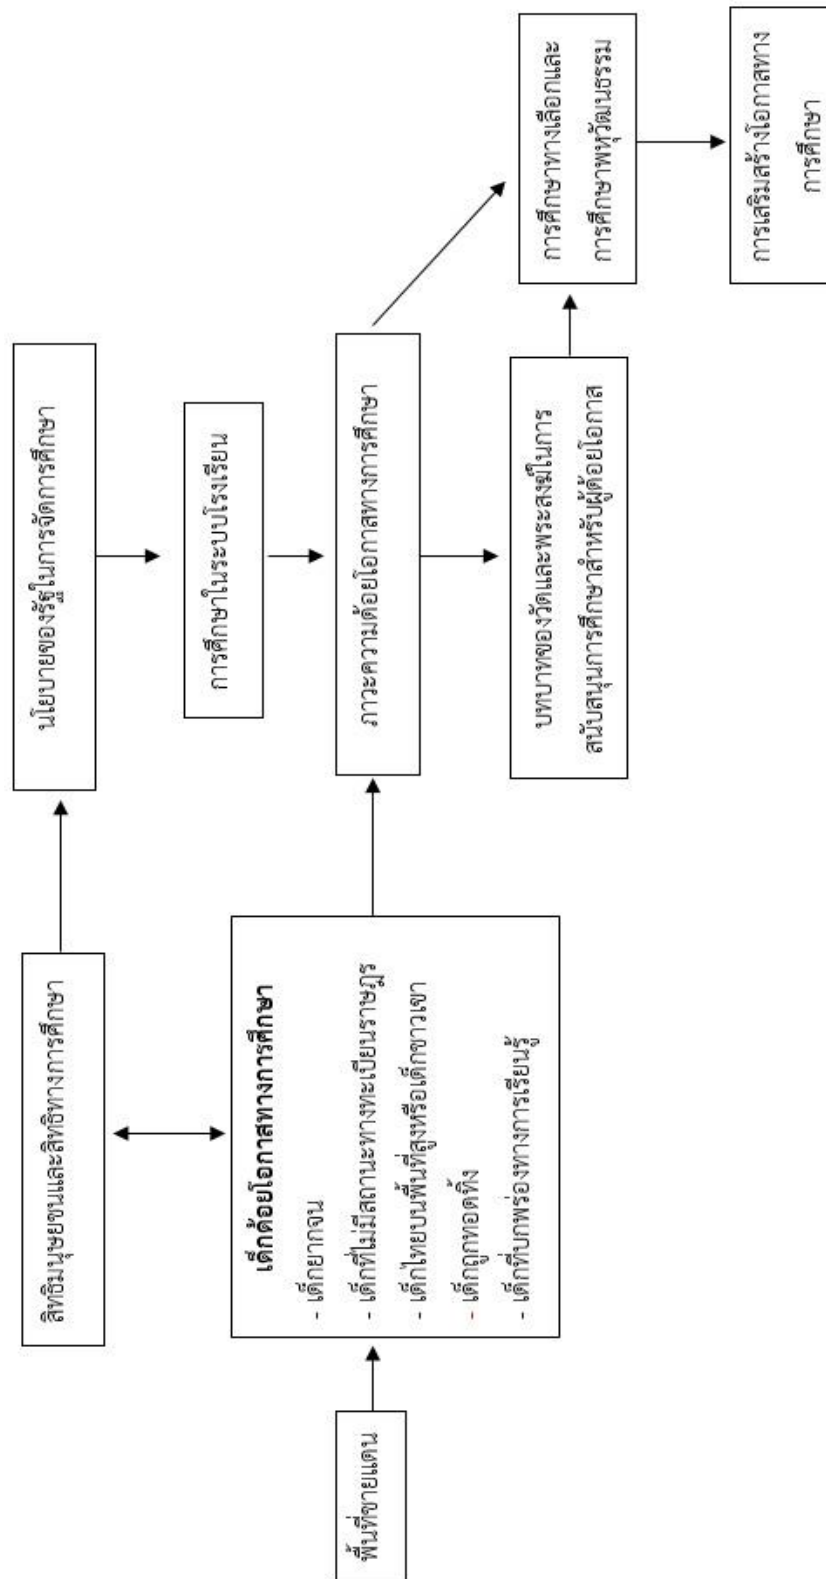 สิทธิมนุษยชนและสิทธิทางการศึกษา
นโยบายของรัฐในการจัดการศึกษา
การศึกษาในระบบโรงเรียน
พื้นที่ชายแดน
เด็กด้อยโอกาสทางการศึกษา
- เด็กยากจน
- เด็กที่ไม่มีสถานะทางทะเบียนราษฎร
- เด็กไทยบนพื้นที่สูงหรือเด็กชาวเขา
- เด็กถูกทอดทิ้ง
- เด็กที่บกพร่องทางการเรียนรู้
ภาวะความด้อยโอกาสทางการศึกษา
บทบาทของวัดและพระสงฆ์ในการ
สนับสนุนการศึกษาสำหรับผู้ด้อยโอกาส
การศึกษาทางเลือกและ
การศึกษาพหุวัฒนธรรม
การเสริมสร้างโอกาสทาง
การศึกษา